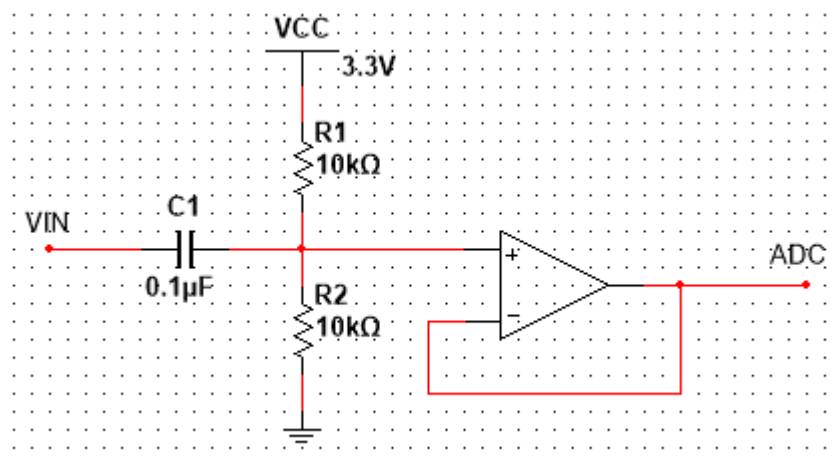 VCC
3.3V
R1
10kΩ
C1
VIN
0.1µF
ADC
R2
10kΩ
+
−